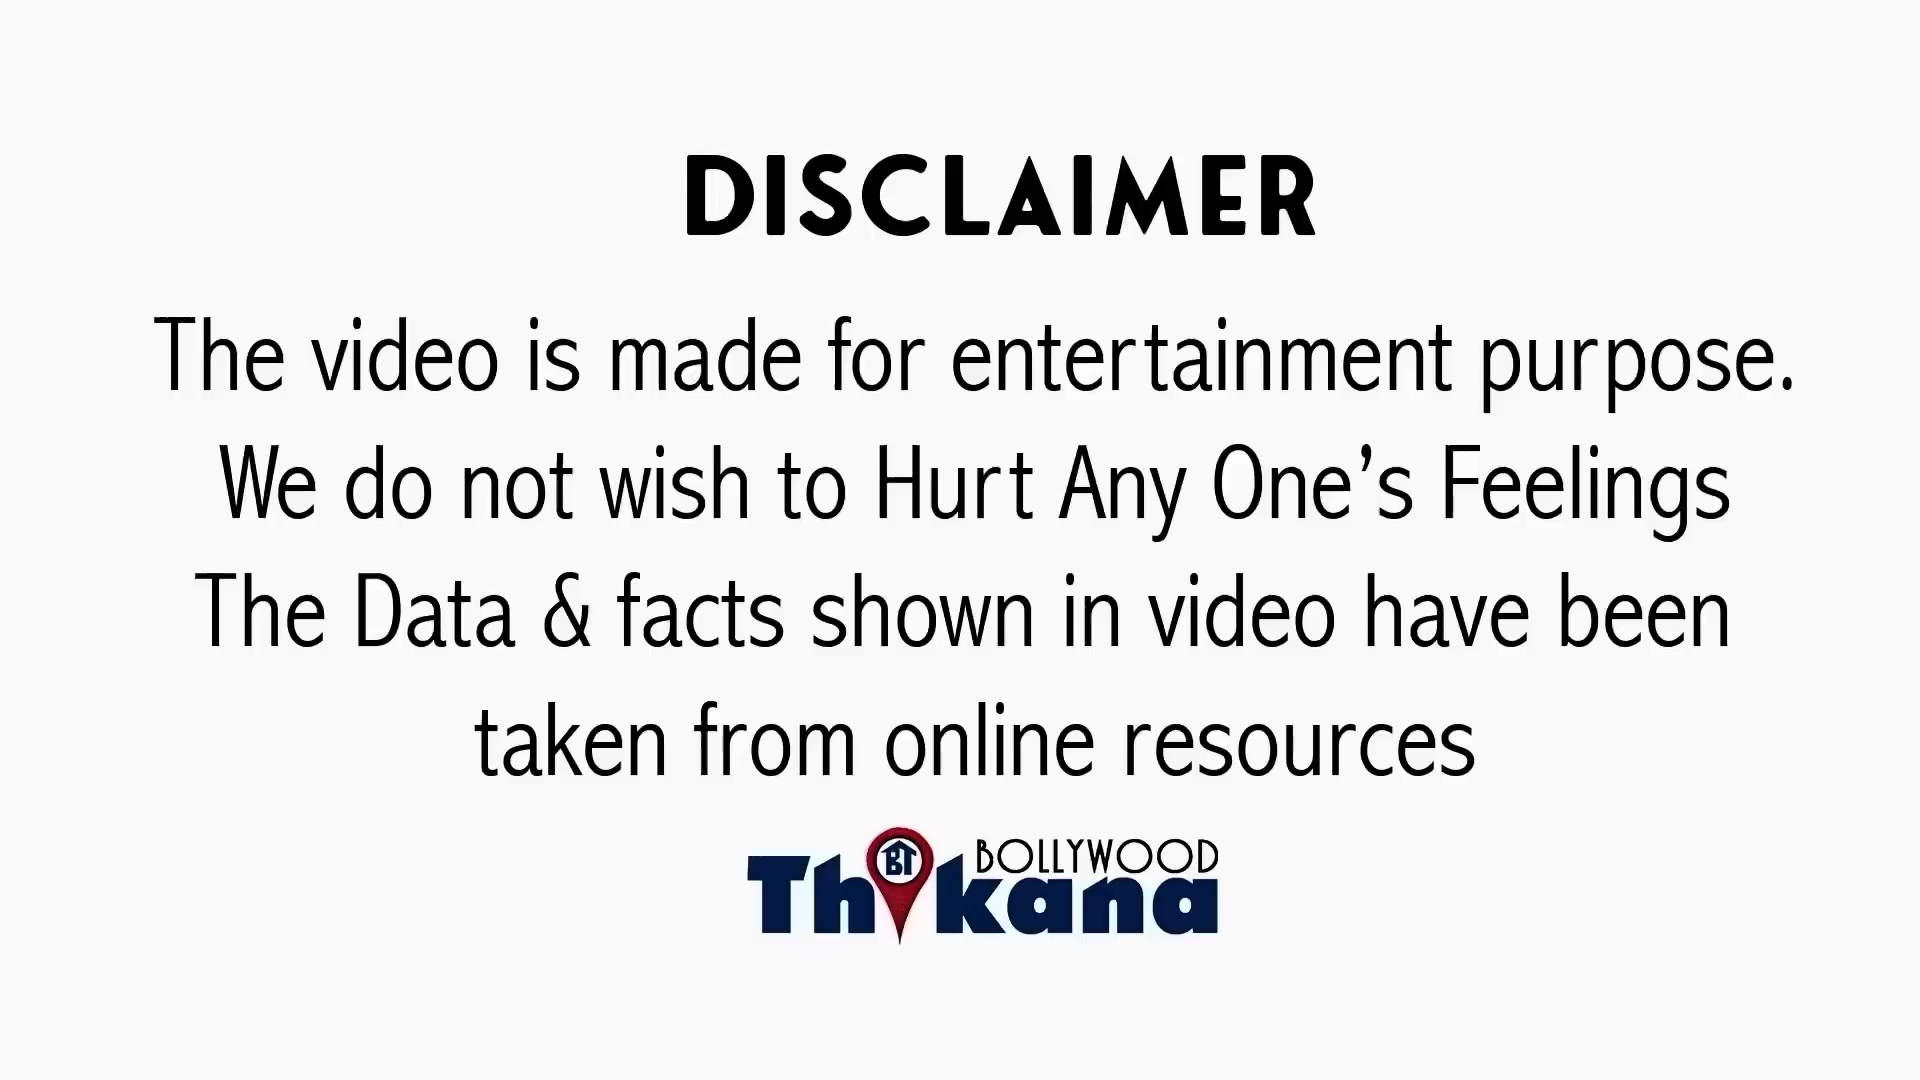 DISCLAIMER
The video is made for entertainment purpose.
We do not wish to Hurt Any One’s Feelings
The Data & facts shown in video have been
taken from online resources
BT
BOLLYWOOD
Thikana